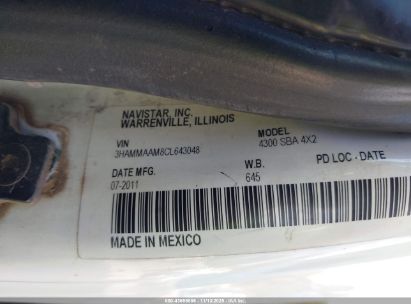 NAVISTAR, INC.
WARRENVILLE, ILLINOIS
VIN
3HAMMAAM8CL643048
MODEL
4300 SBA 4X2
DATE MFG.
07-2011
W.B.
645
PD LOC - DATE
MADE IN MEXICO